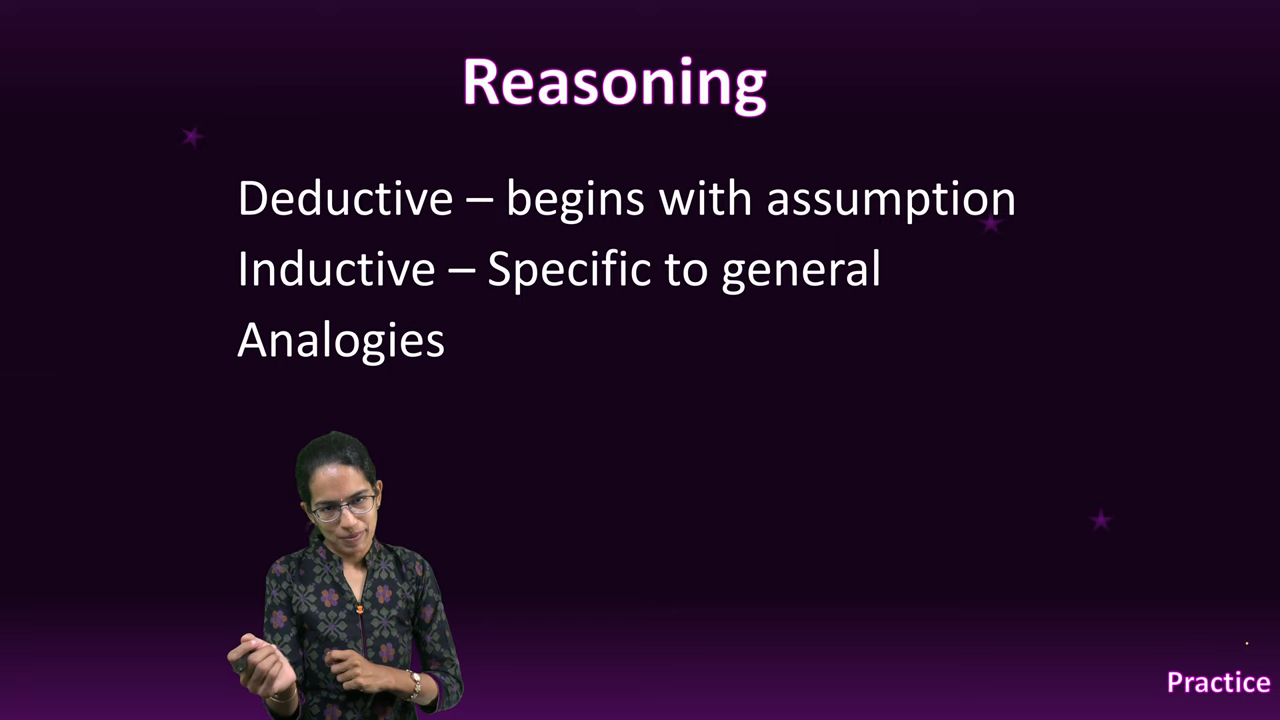 Reasoning
Deductive – begins with assumption
Inductive – Specific to general
Analogies
Practice